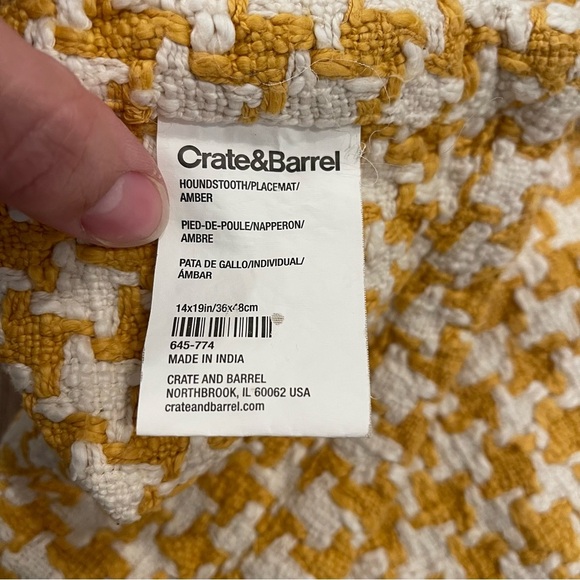 Crate&Barrel
HOUNDSTOOTH/PLACEMAT/
AMBER
PIED-DE-POULE/NAPPERON/
AMBRE
PATA DE GALLO/INDIVIDUAL/
ÁMBAR
14x19in/36x48cm
645-774
MADE IN INDIA
CRATE AND BARREL
NORTHBROOK, IL 60062 USA
crateandbarrel.com